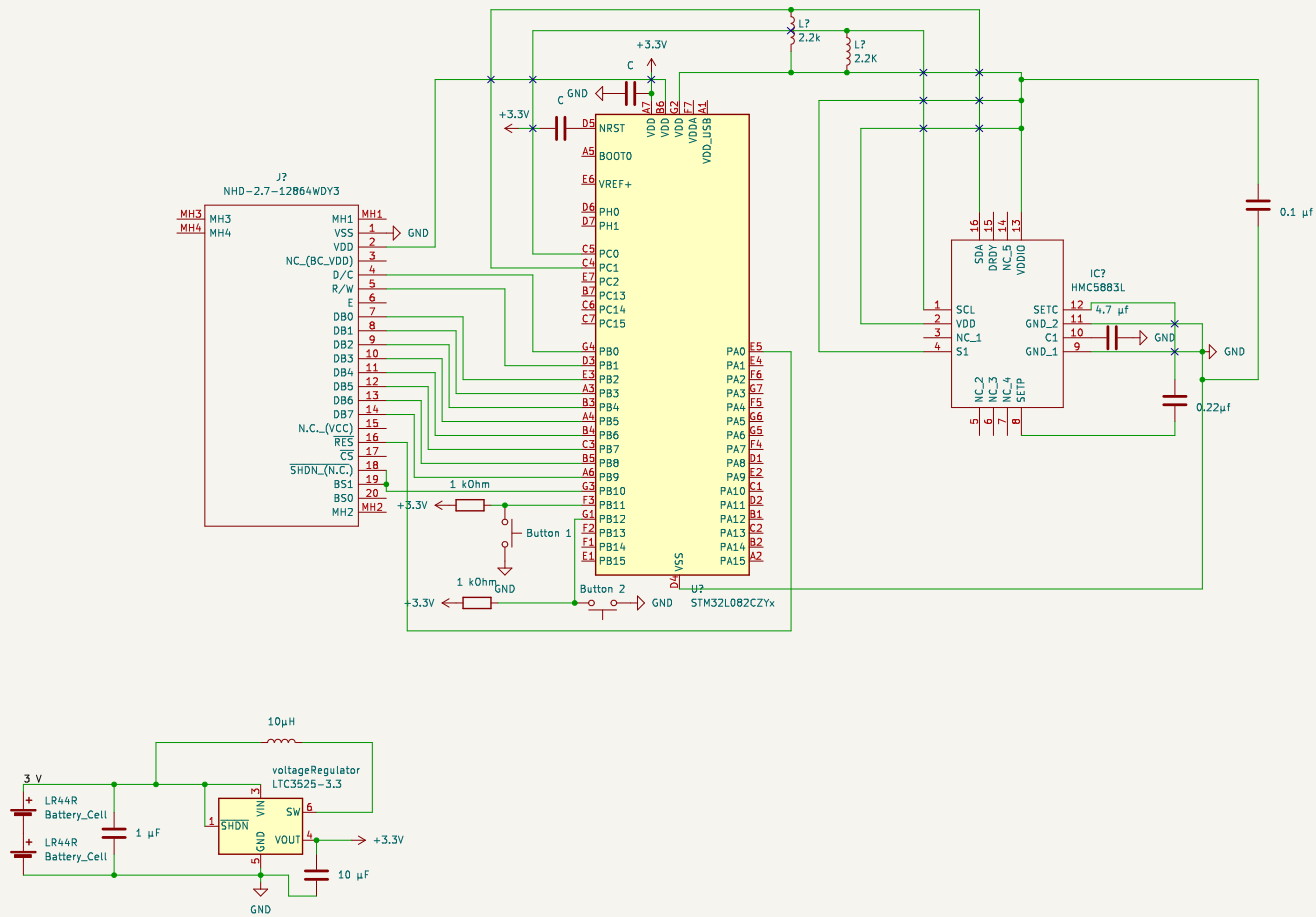 L?
2.2k
L?
2.2K
+3.3V
C
GND
C
+3.3V
A7
B6
G2
F7
A1
VDD
VDD
VDD
VDDA
VDD_USB
D5
NRST
A5
BOOT0
E6
VREF+
D6
PH0
D7
PH1
C5
PC0
C4
PC1
E7
PC2
B7
PC13
C6
PC14
C7
PC15
G4
PB0
D3
PB1
E3
PB2
A3
PB3
B3
PB4
A4
PB5
B4
PB6
C3
PB7
B5
PB8
A6
PB9
G3
PB10
F3
PB11
G1
PB12
F2
PB13
F1
PB14
E1
PB15
PA0
E5
PA1
E4
PA2
F6
PA3
G7
PA4
F5
PA5
G6
PA6
G5
PA7
F4
PA8
D1
PA9
E2
PA10
C1
PA11
D2
PA12
B1
PA13
C2
PA14
B2
PA15
A2
VSS
D4
U?
STM32L082CZYx
J?
NHD-2.7-12864WDY3
MH3
MH3
MH4
MH4
MH1
MH1
VSS
1
GND
VDD
2
NC_(BC_VDD)
3
D/C
4
R/W
5
E
6
DB0
7
DB1
8
DB2
9
DB3
10
DB4
11
DB5
12
DB6
13
DB7
14
N.C._(VCC)
15
RES
16
CS
17
SHDN_(N.C.)
18
BS1
19
BS0
20
MH2
MH2
1 kOhm
+3.3V
Button 1
GND
1 kOhm
+3.3V
Button 2
GND
0.1 µf
16
15
14
13
SDA
DRDY
NC_5
VDDIO
IC?
HMC5883L
1
SCL
2
VDD
3
NC_1
4
S1
SETC
12
GND_2
11
C1
10
GND_1
9
4.7 µf
GND
GND
NC_2
NC_3
NC_4
SETP
5
6
7
8
0.22µf
10µH
3 V
voltageRegulator
LTC3525-3.3
+
LR44R
Battery_Cell
+
LR44R
Battery_Cell
1 µF
3
VIN
SW
6
1
SHDN
VOUT
4
GND
5
+3.3V
10 µF
GND